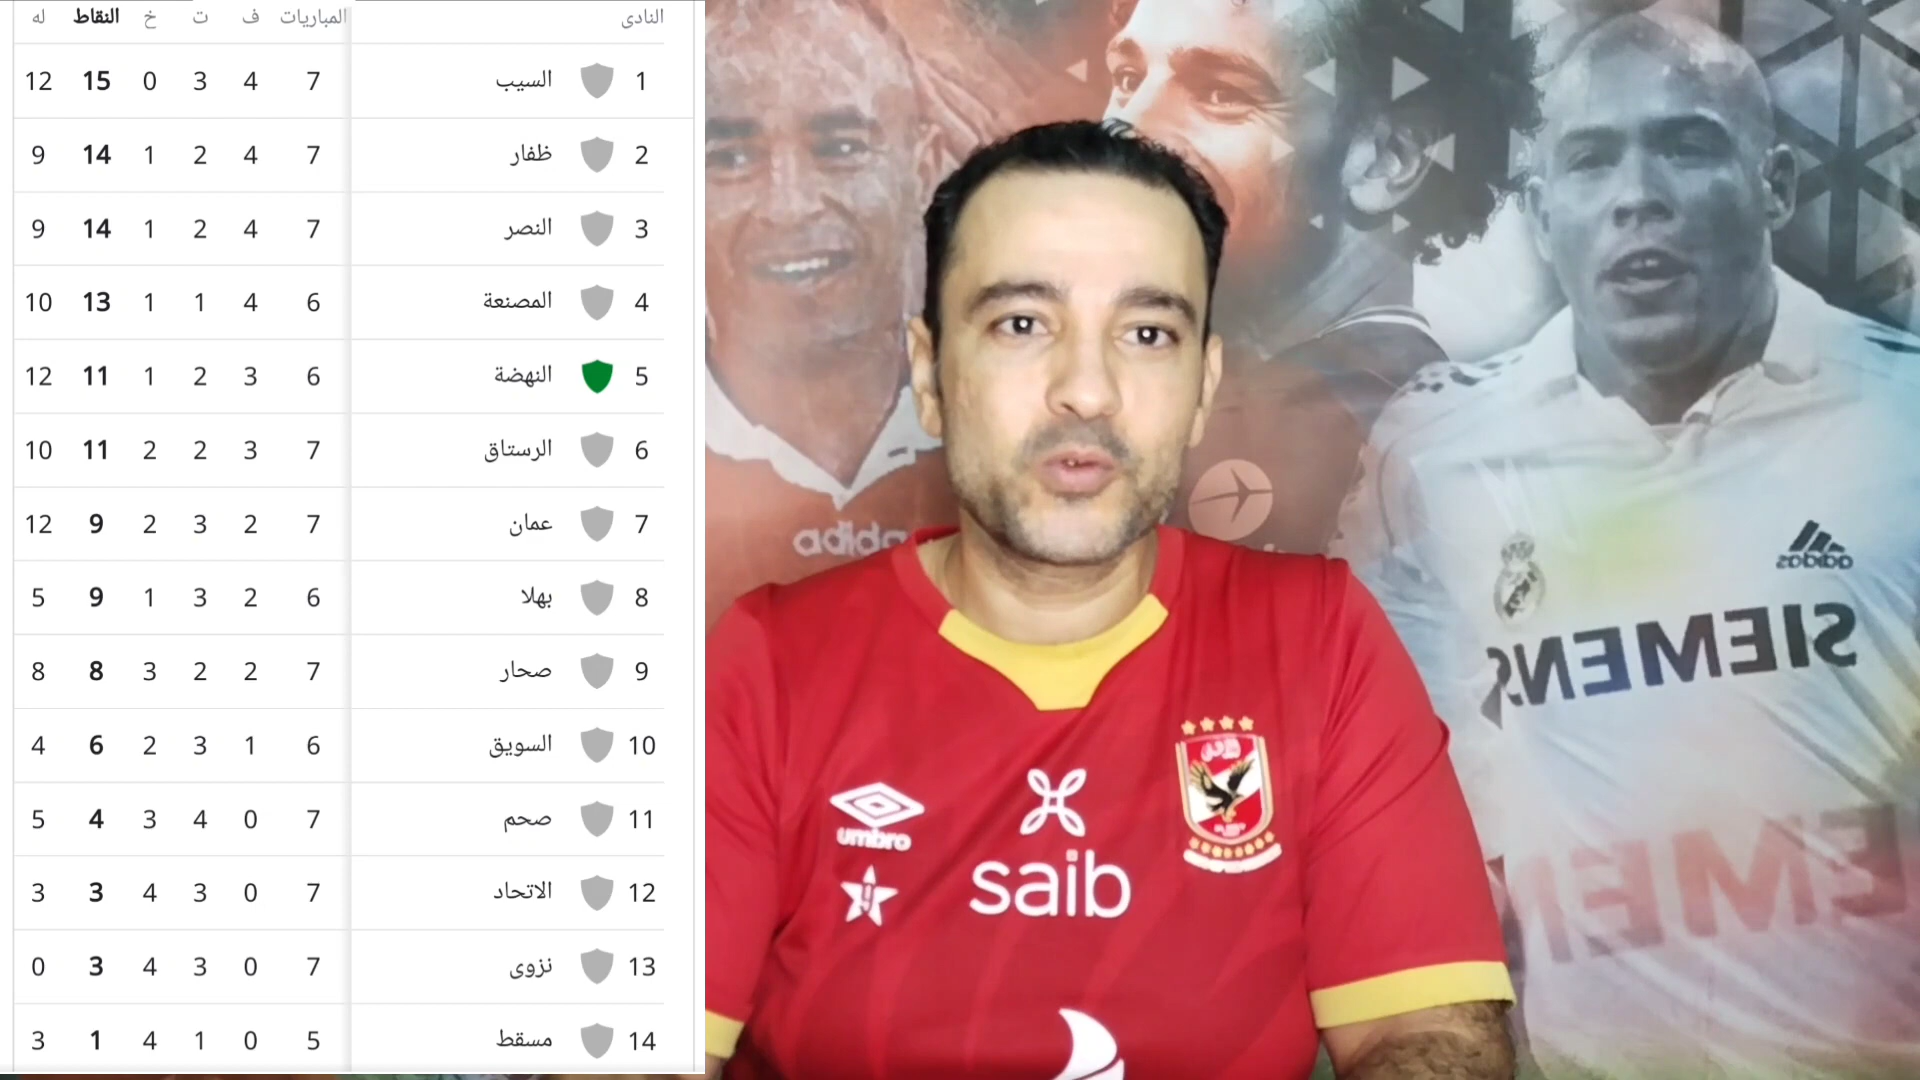 النادى المباريات ف ت خ النقاط له
1 السيب 7 4 3 0 15 12
2 ظفار 7 4 2 1 14 9
3 النصر 7 4 2 1 14 9
4 المصنعة 6 4 1 1 13 10
5 النهضة 6 3 2 1 11 12
6 الرستاق 7 3 2 2 11 10
7 عمان 7 2 3 2 9 12
8 بهلا 6 2 3 1 9 5
9 صحار 7 2 2 3 8 8
10 السويق 6 1 3 2 6 4
11 صحم 7 0 4 3 4 5
12 الاتحاد 7 0 3 4 3 3
13 نزوى 7 0 3 4 3 0
14 مسقط 5 0 1 4 1 3
adidas
adidas
SIEMENS
umbro
saib
9